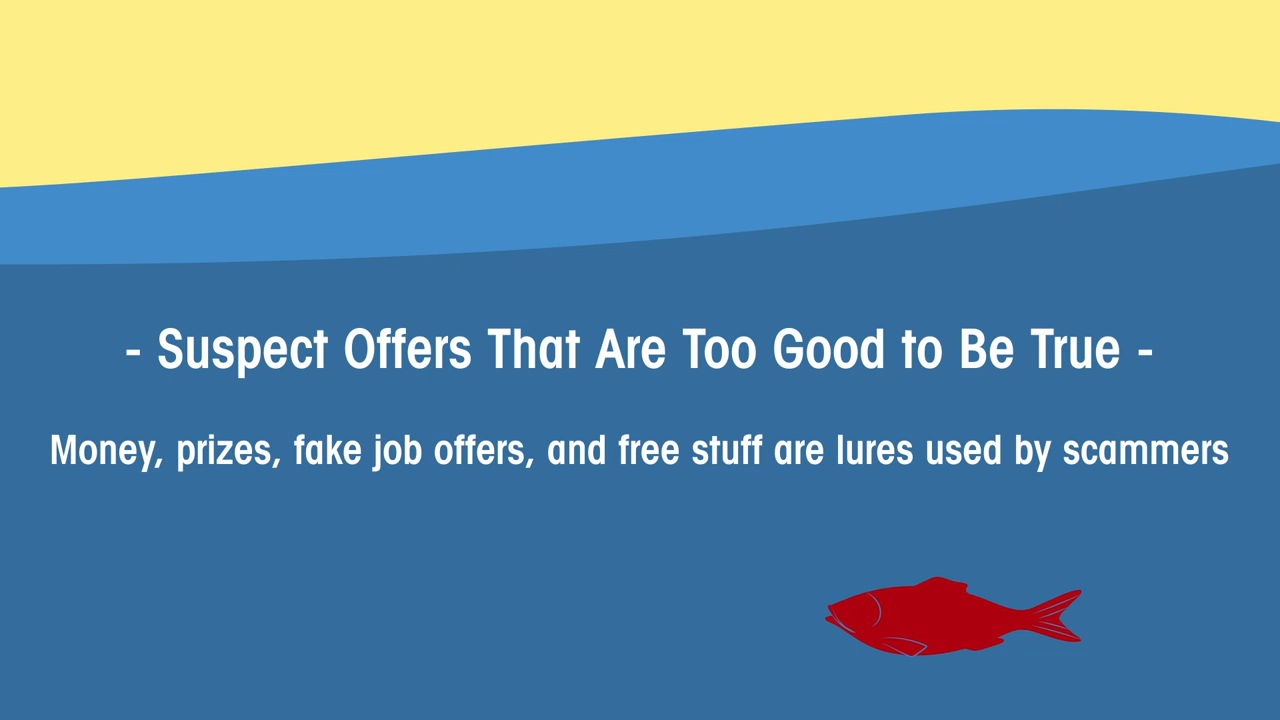 - Suspect Offers That Are Too Good to Be True -
Money, prizes, fake job offers, and free stuff are lures used by scammers